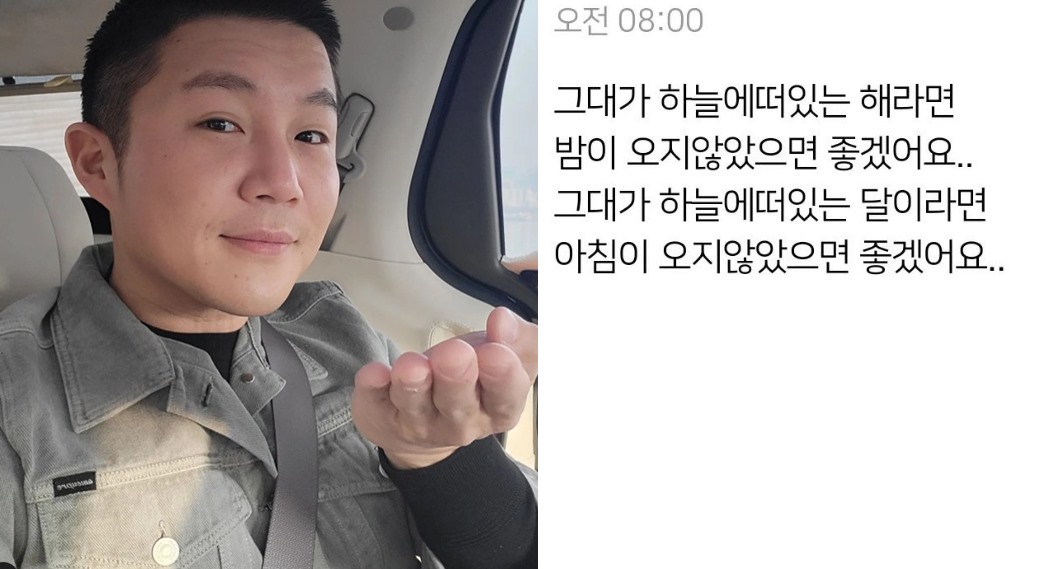 오전 08:00
그대가 하늘에떠있는 해라면
밤이 오지않았으면 좋겠어요..
그대가 하늘에떠있는 달이라면
아침이 오지않았으면 좋겠어요..